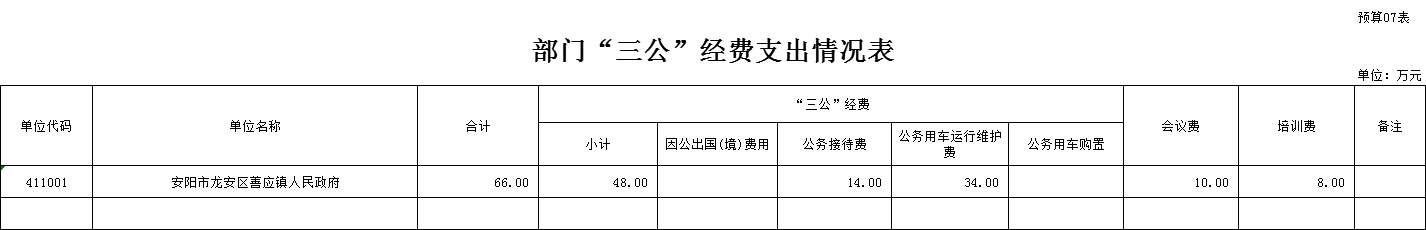 预算07表
部门“三公”经费支出情况表
单位：万元
单位代码 单位名称 合计 “三公”经费 会议费 培训费 备注
小计 因公出国(境)费用 公务接待费 公务用车运行维护费 公务用车购置
411001 安阳市龙安区善应镇人民政府 66.00 48.00 14.00 34.00 10.00 8.00